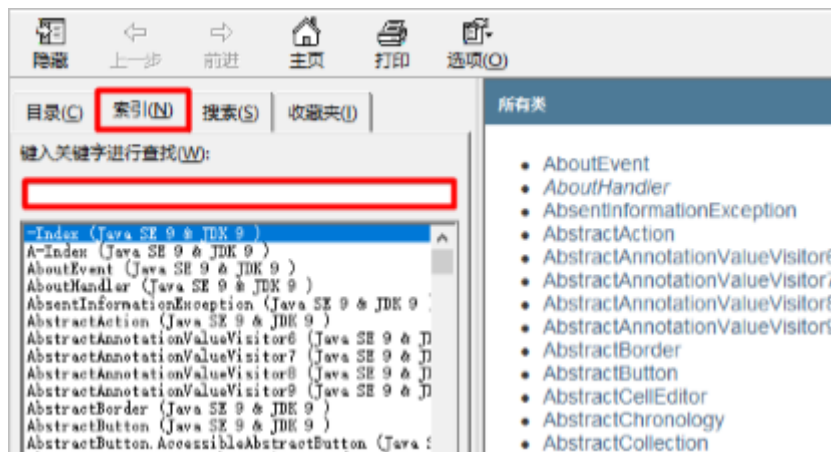 隐藏 上一步 前进 主页 打印 选项(O)
目录(C) 索引(N) 搜索(S) 收藏夹(I)
键入关键字进行查找(W):
-Index (Java SE 9 & JDK 9 )
A-Index (Java SE 9 & JDK 9 )
AboutEvent (Java SE 9 & JDK 9 )
AboutHandler (Java SE 9 & JDK 9 )
AbsentInformationException (Java SE 9 & JDK 9
AbstractAction (Java SE 9 & JDK 9 )
AbstractAnnotationValueVisitor6 (Java SE 9 & JD
AbstractAnnotationValueVisitor7 (Java SE 9 & JD
AbstractAnnotationValueVisitor8 (Java SE 9 & JD
AbstractAnnotationValueVisitor9 (Java SE 9 & JD
AbstractBorder (Java SE 9 & JDK 9 )
AbstractButton (Java SE 9 & JDK 9 )
AbstractButton.AccessibleAbstractButton (Java S
所有类
AboutEvent
AboutHandler
AbsentInformationException
AbstractAction
AbstractAnnotationValueVisitor6
AbstractAnnotationValueVisitor7
AbstractAnnotationValueVisitor8
AbstractAnnotationValueVisitor9
AbstractBorder
AbstractButton
AbstractCellEditor
AbstractChronology
AbstractCollection